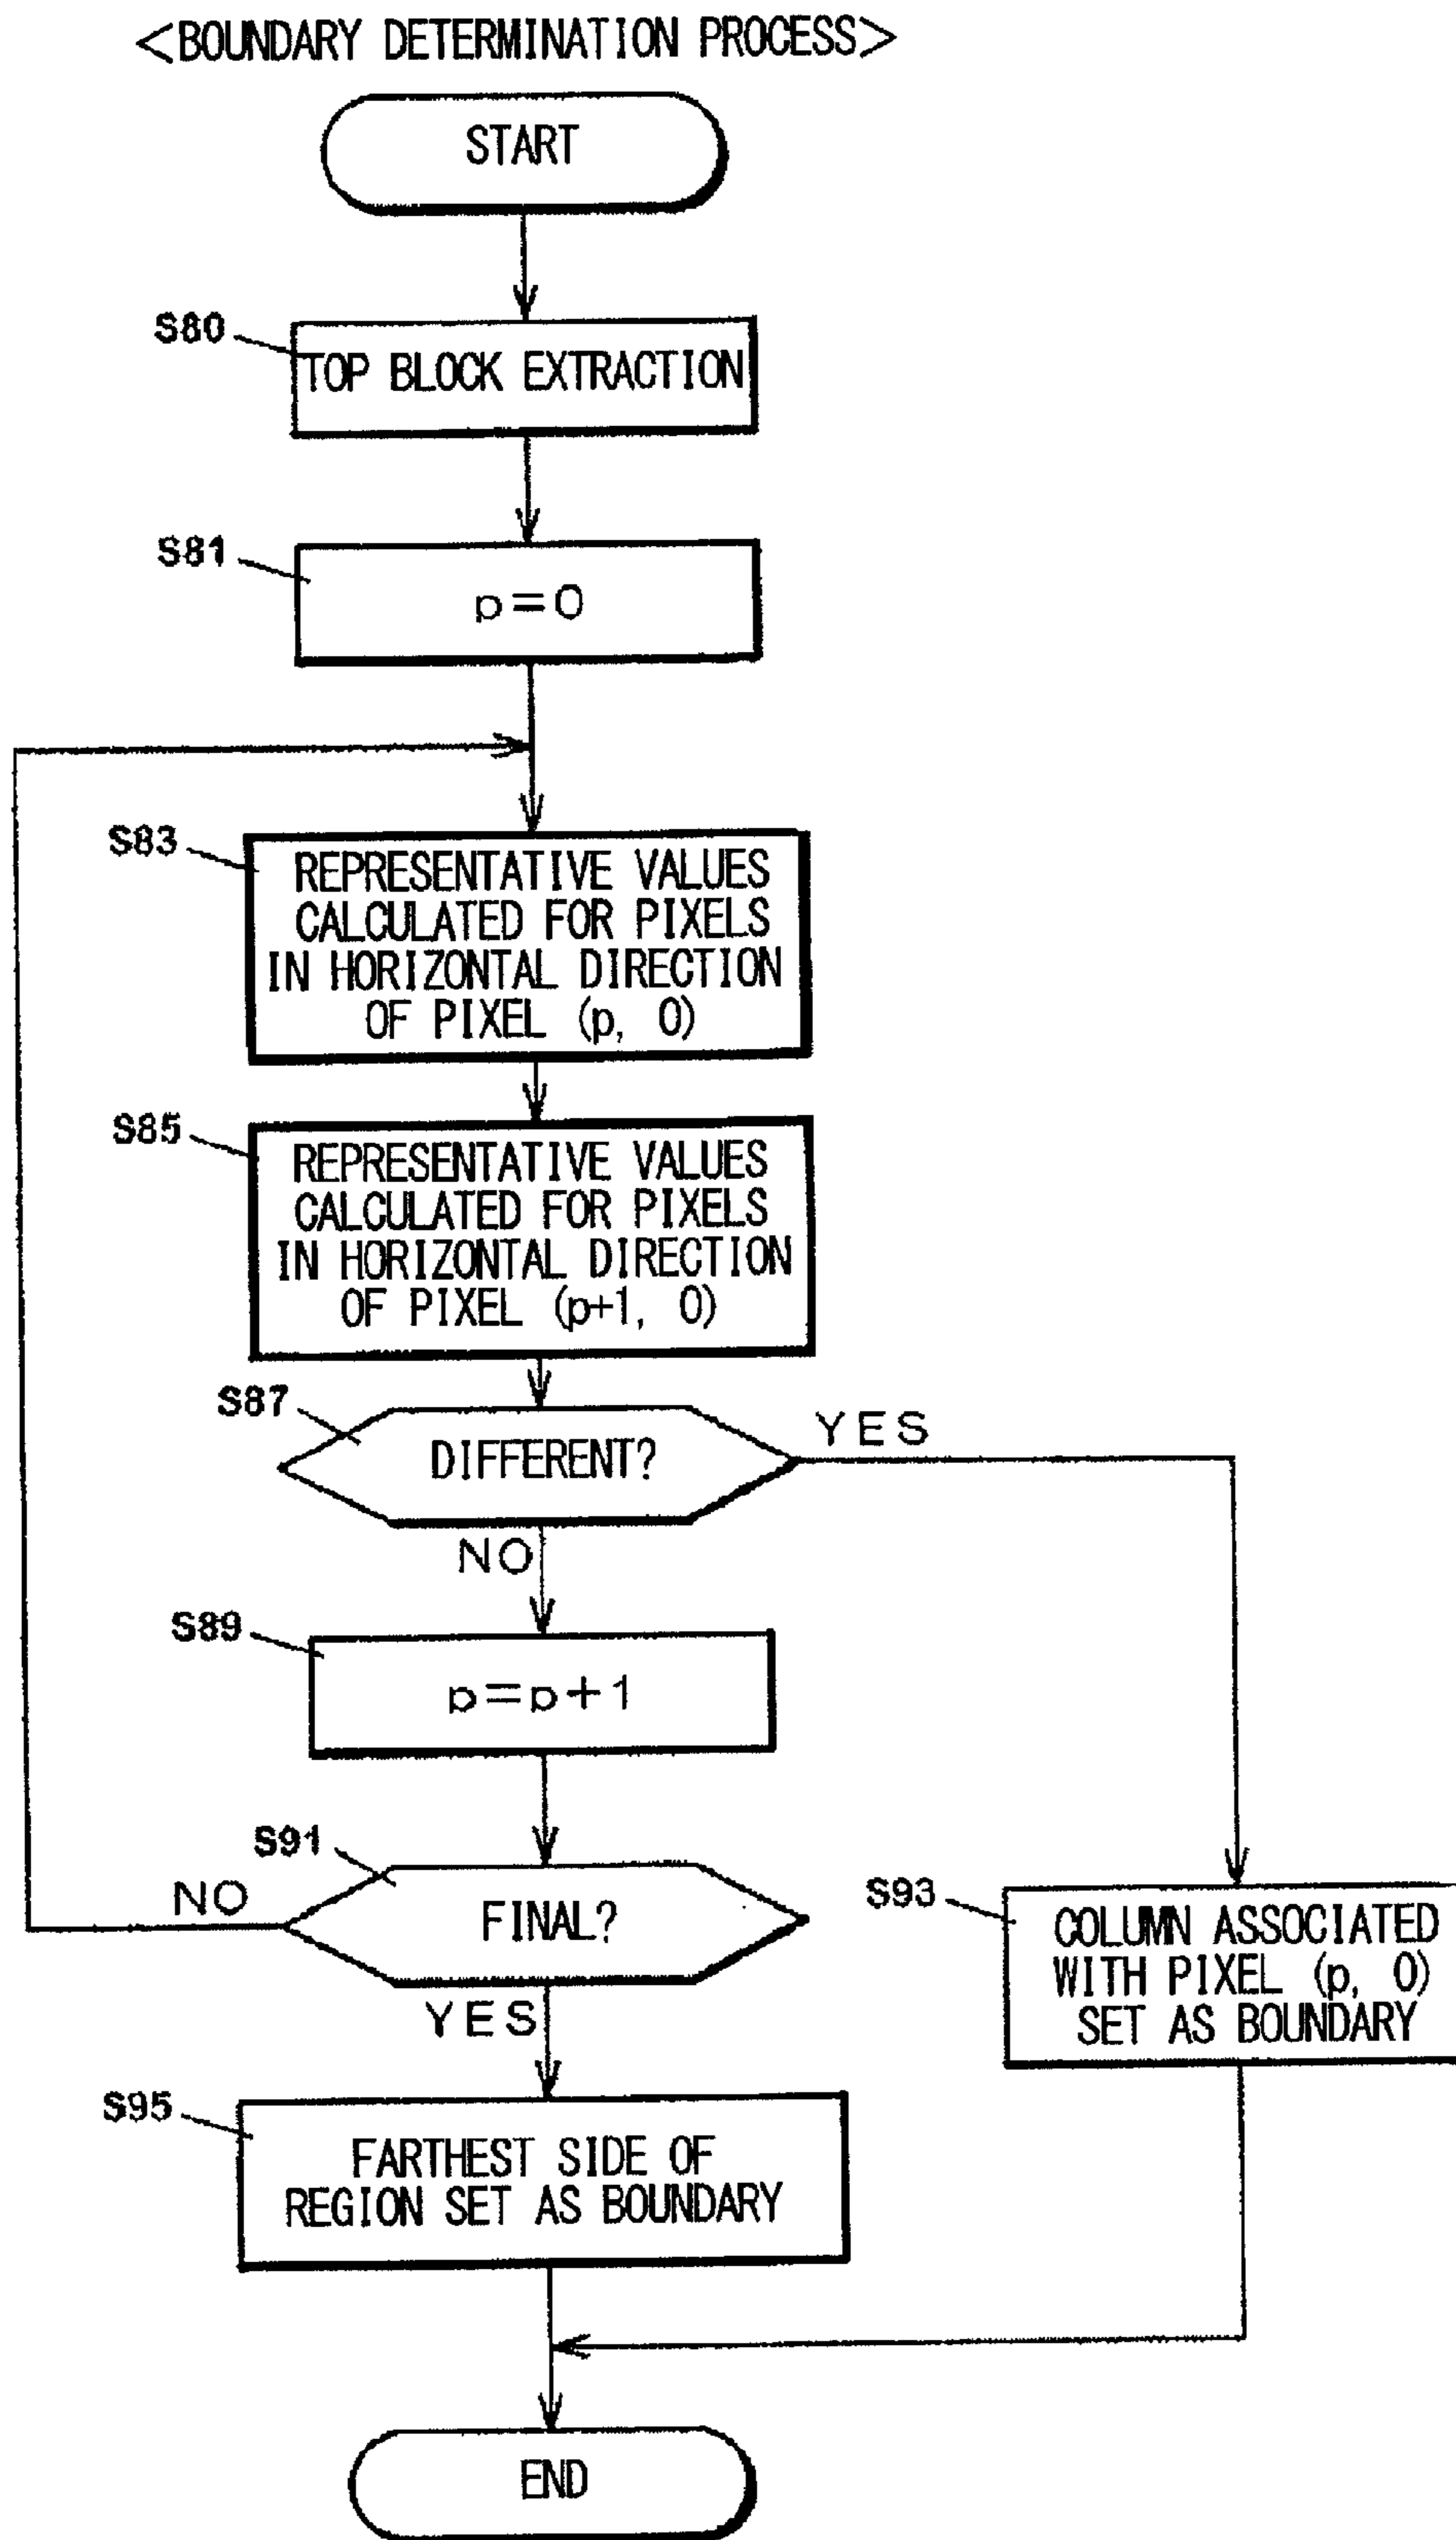 <BOUNDARY DETERMINATION PROCESS>
START
S80
TOP BLOCK EXTRACTION
S81
p=0
S83
REPRESENTATIVE VALUES
CALCULATED FOR PIXELS
IN HORIZONTAL DIRECTION
OF PIXEL (p, 0)
S85
REPRESENTATIVE VALUES
CALCULATED FOR PIXELS
IN HORIZONTAL DIRECTION
OF PIXEL (p+1, 0)
S87
DIFFERENT?
YES
NO
S89
p=p+1
S91
FINAL?
NO
YES
S93
COLUMN ASSOCIATED
WITH PIXEL (p, 0)
SET AS BOUNDARY
S95
FARTHEST SIDE OF
REGION SET AS BOUNDARY
END